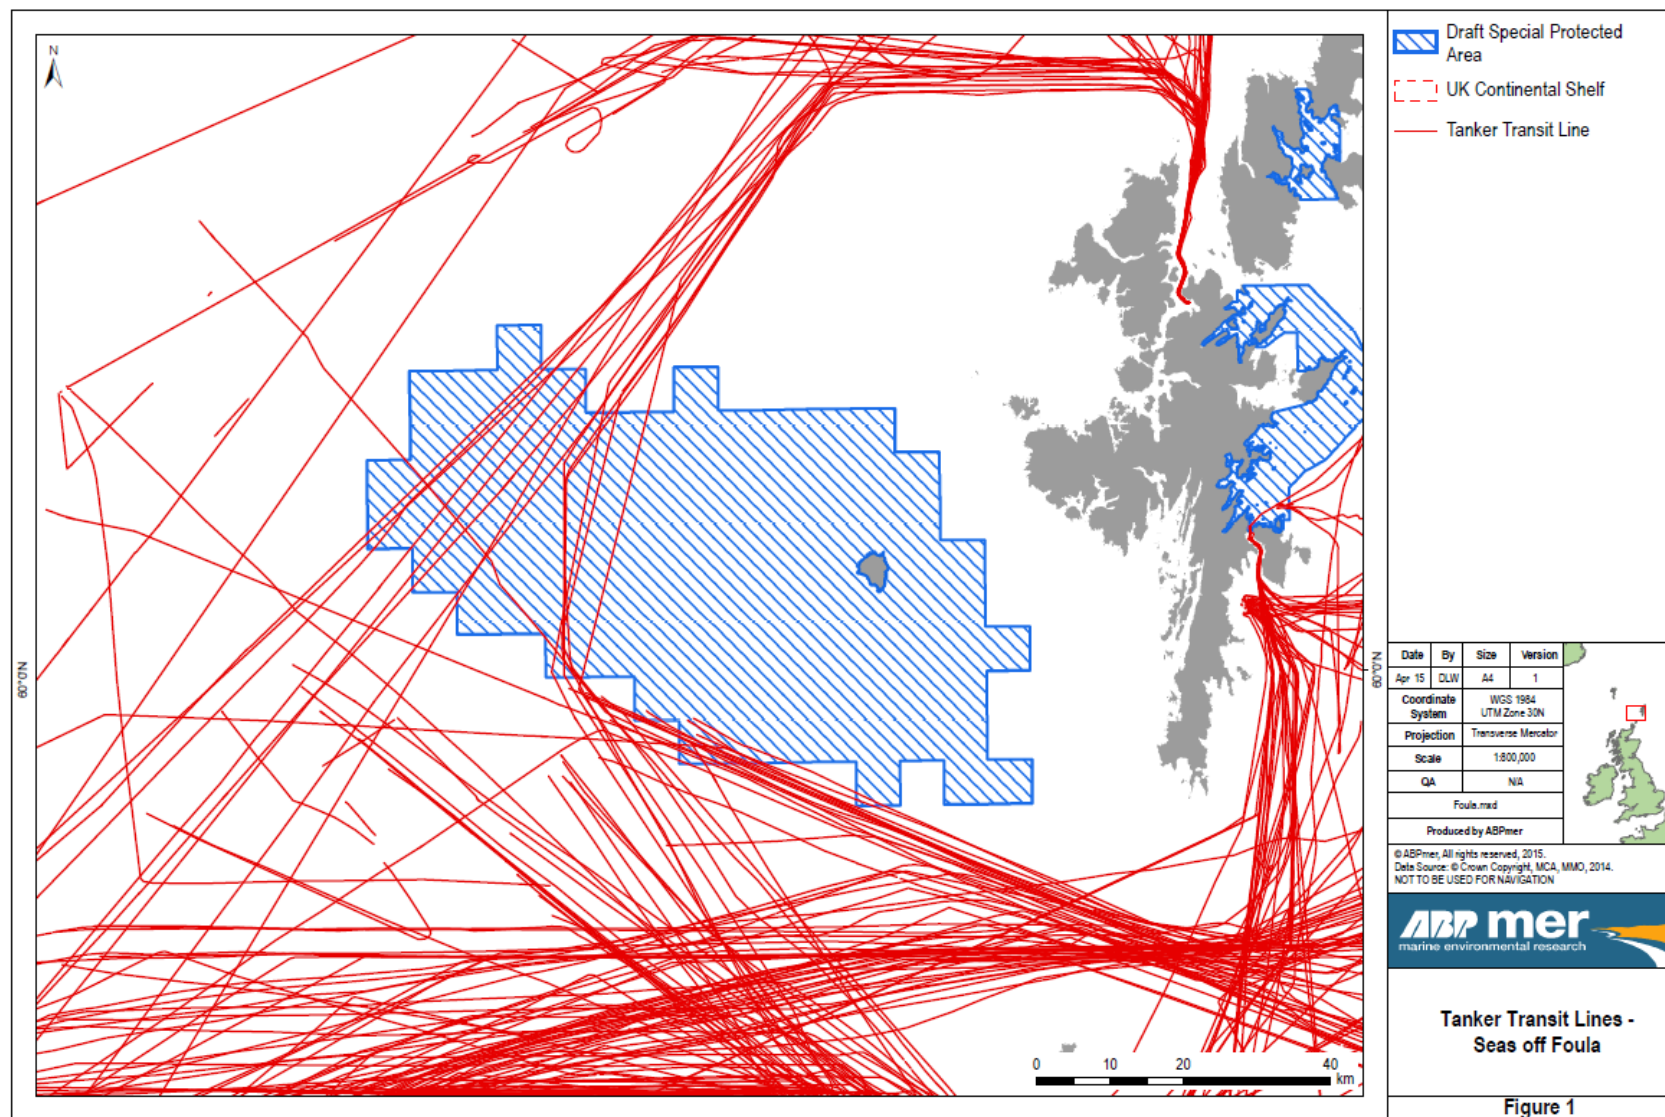 N
60°0'N
60°0'N
0 10 20 40
km
Draft Special Protected
Area
UK Continental Shelf
Tanker Transit Line
Date By Size Version
Apr 15 DLW A4 1
Coordinate
System
WGS 1984
UTM Zone 30N
Projection Transverse Mercator
Scale 1:800,000
QA N/A
Foula.mxd
Produced by ABPmer
© ABPmer, All rights reserved, 2015.
Data Source: © Crown Copyright, MCA, MMO, 2014.
NOT TO BE USED FOR NAVIGATION
ABP mer
marine environmental research
Tanker Transit Lines -
Seas off Foula
Figure 1